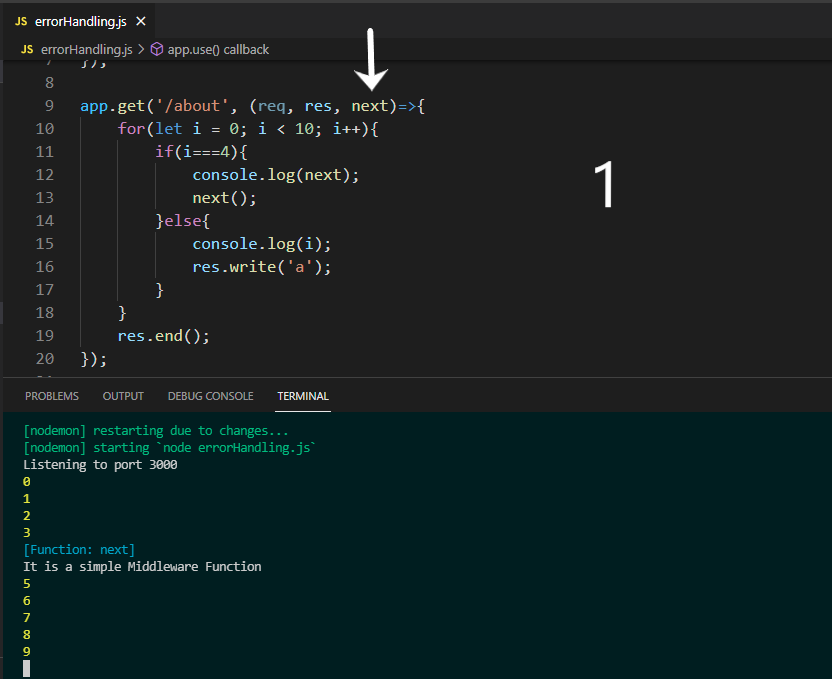 JS errorHandling.js ×
JS errorHandling.js > app.use() callback
7 });
8
9 app.get('/about', (req, res, next)=>{
10 for(let i = 0; i < 10; i++){
11 if(i===4){
12 console.log(next);
13 next();
14 }else{
15 console.log(i);
16 res.write('a');
17 }
18 }
19 res.end();
20 });
1
PROBLEMS OUTPUT DEBUG CONSOLE TERMINAL
[nodemon] restarting due to changes...
[nodemon] starting `node errorHandling.js`
Listening to port 3000
0
1
2
3
[Function: next]
It is a simple Middleware Function
5
6
7
8
9